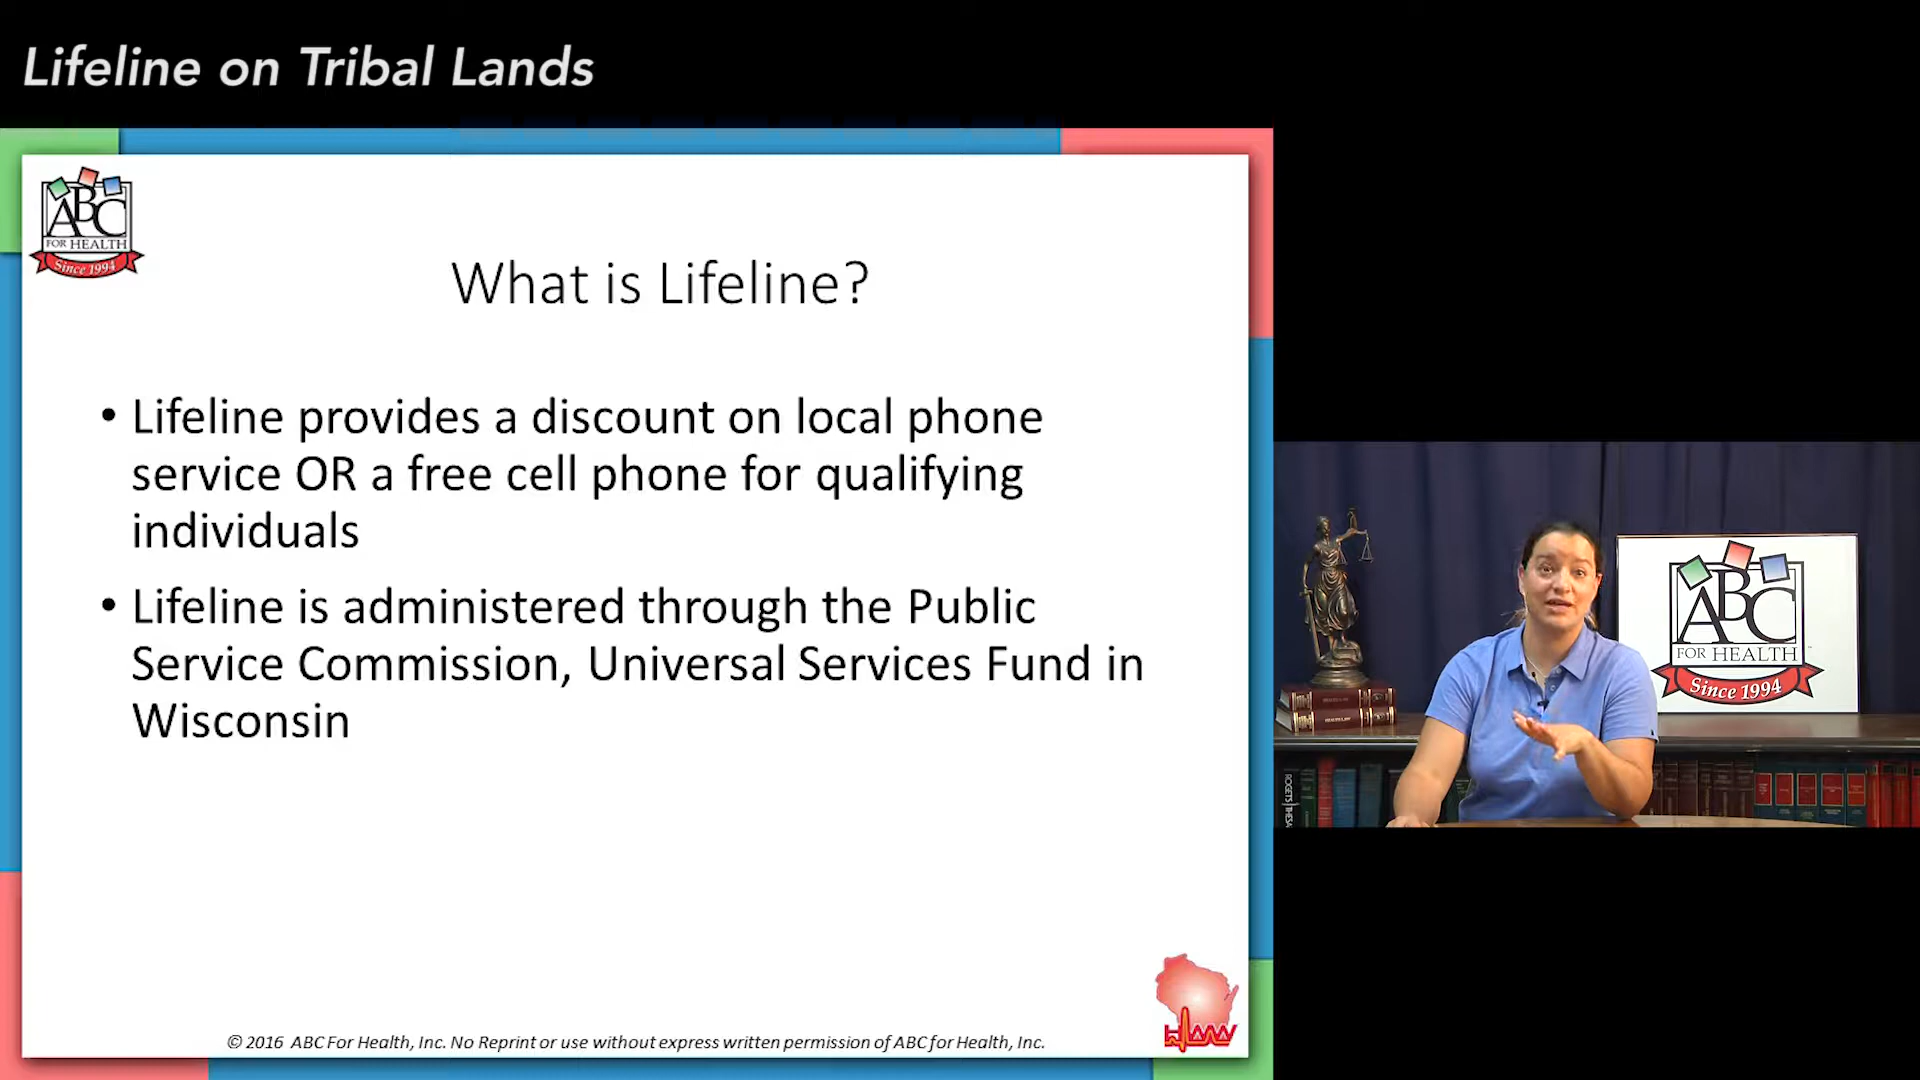 Lifeline on Tribal Lands
ABC
FOR HEALTH
Since 1994
What is Lifeline?
• Lifeline provides a discount on local phone
service OR a free cell phone for qualifying
individuals
• Lifeline is administered through the Public
Service Commission, Universal Services Fund in
Wisconsin
© 2016 ABC For Health, Inc. No Reprint or use without express written permission of ABC for Health, Inc.
ABC
FOR HEALTH
Since 1994